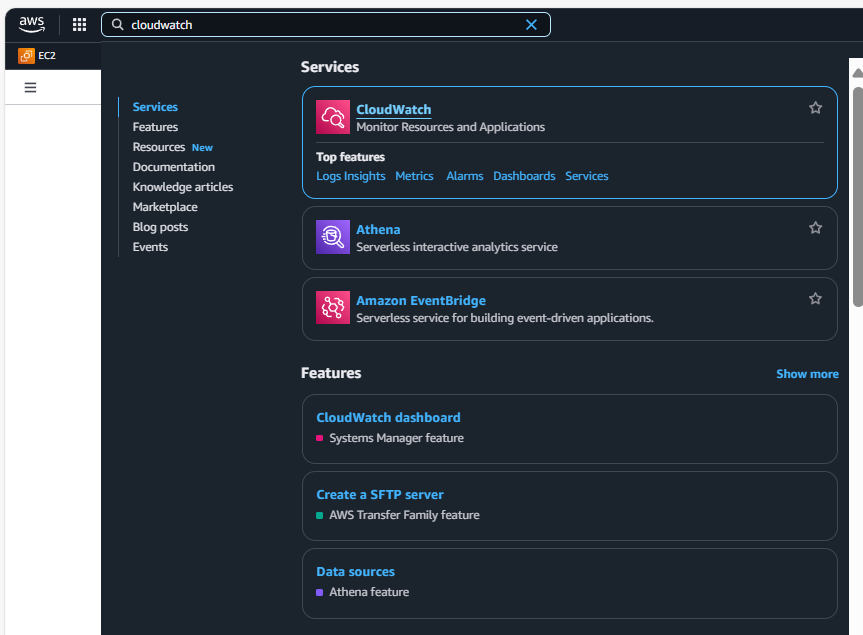 aws
cloudwatch
EC2
Services
Features
Resources New
Documentation
Knowledge articles
Marketplace
Blog posts
Events
Services
CloudWatch
Monitor Resources and Applications
Top features
Logs Insights Metrics Alarms Dashboards Services
Athena
Serverless interactive analytics service
Amazon EventBridge
Serverless service for building event-driven applications.
Features
Show more
CloudWatch dashboard
Systems Manager feature
Create a SFTP server
AWS Transfer Family feature
Data sources
Athena feature